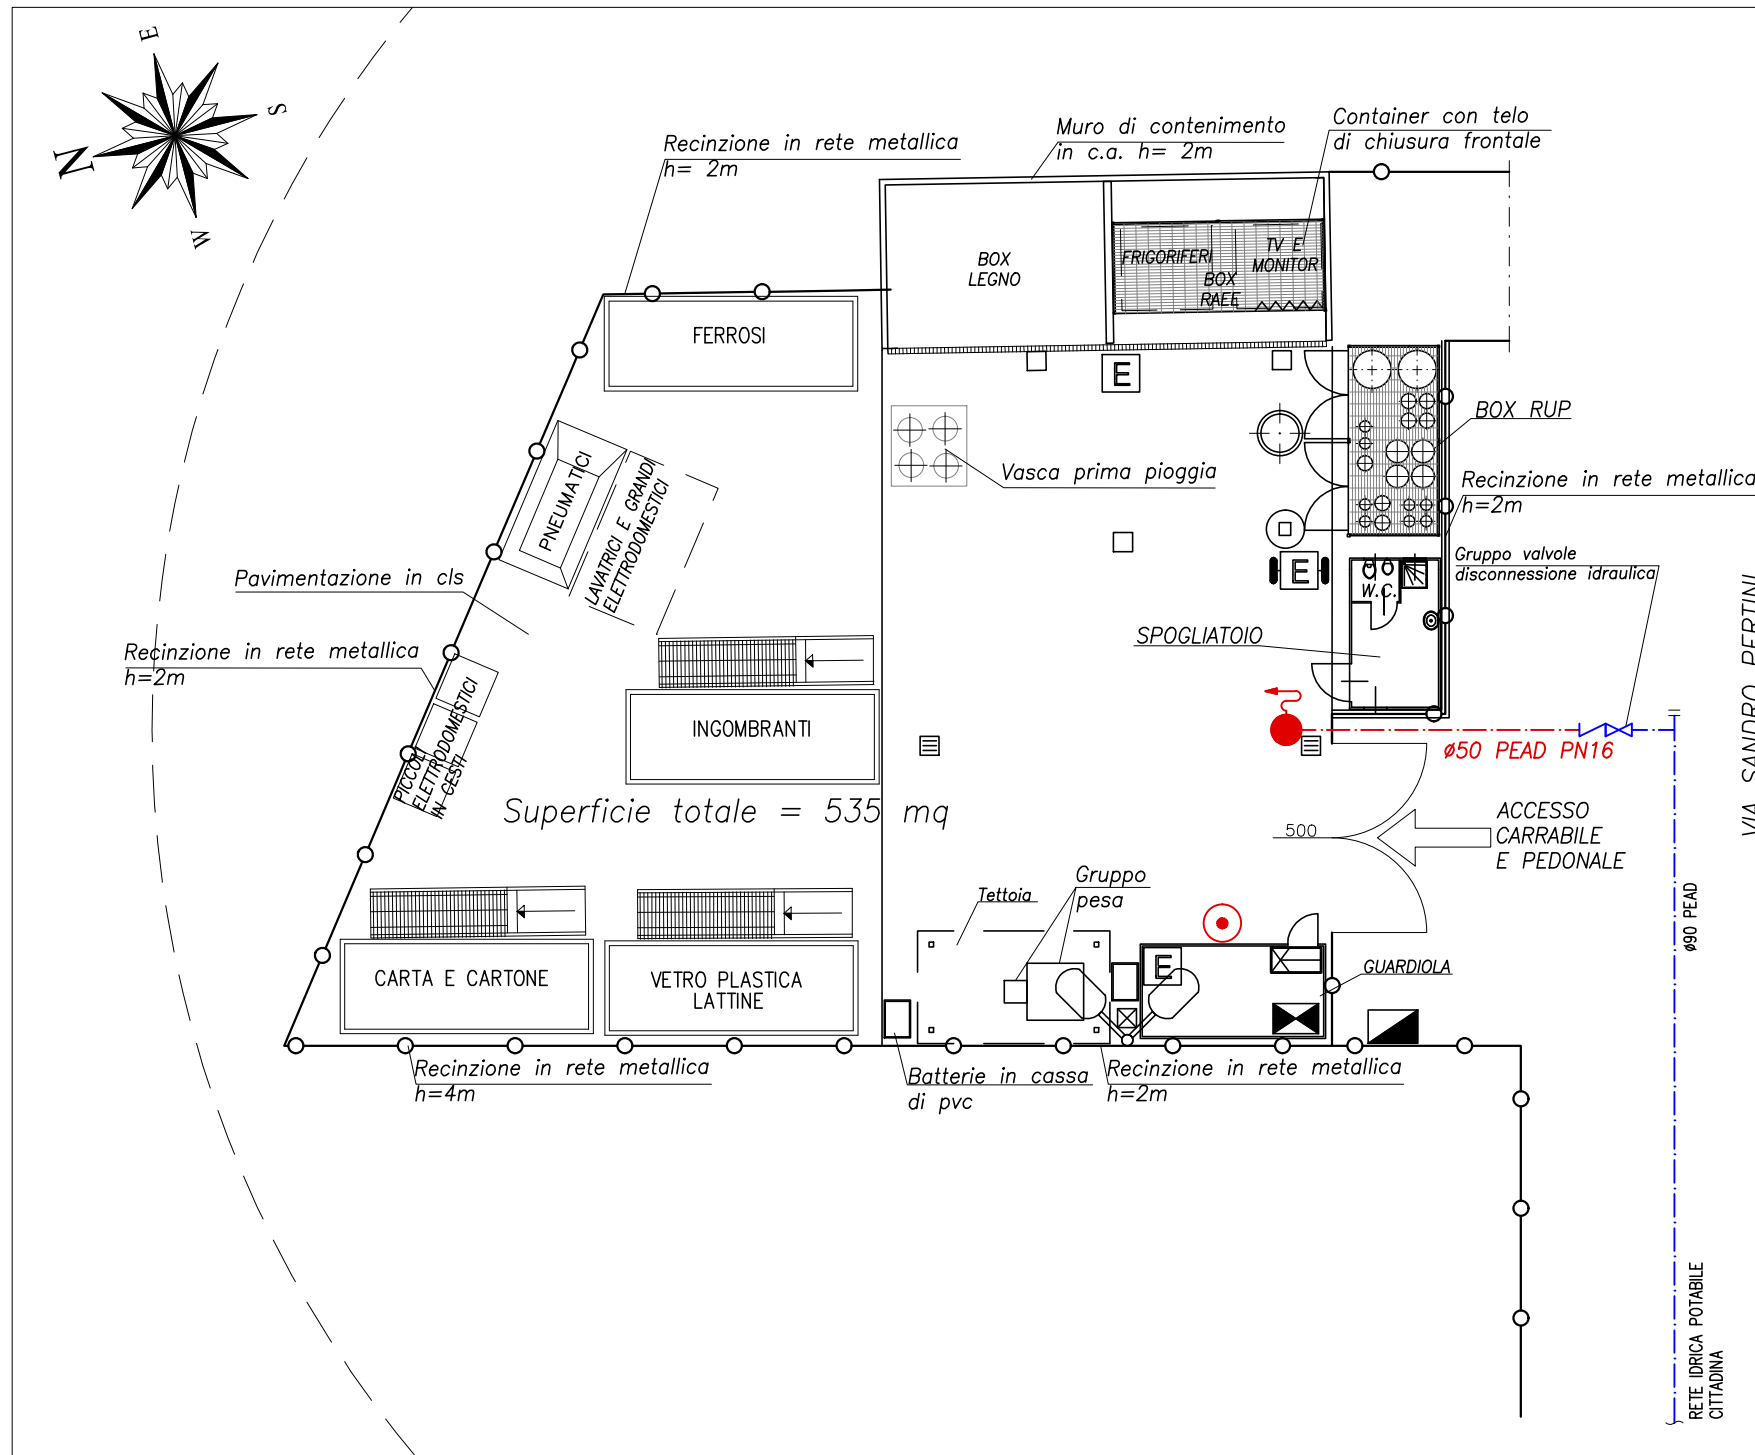 E
S
N
W
Recinzione in rete metallica
h= 2m
Muro di contenimento
in c.a. h= 2m
Container con telo
di chiusura frontale
BOX
LEGNO
FRIGORIFERI
TV E
MONITOR
BOX
RAEE
FERROSI
E
BOX RUP
Vasca prima pioggia
Recinzione in rete metallica
h=2m
PNEUMATICI
LAVATRICI E GRANDI
ELETTRODOMESTICI
Gruppo valvole
disconnessione idraulica
E
W.C.
Pavimentazione in cls
SPOGLIATOIO
Recinzione in rete metallica
h=2m
PICCOLI
ELETTRODOMESTICI
IN CESTI
INGOMBRANTI
ø50 PEAD PN16
VIA SANDRO PERTINI
Superficie totale = 535 mq
500
ACCESSO
CARRABILE
E PEDONALE
Gruppo
pesa
Tettoia
ø90 PEAD
CARTA E CARTONE
VETRO PLASTICA
LATTINE
E
GUARDIOLA
Recinzione in rete metallica
h=4m
Batterie in cassa
di pvc
Recinzione in rete metallica
h=2m
RETE IDRICA POTABILE
CITTADINA